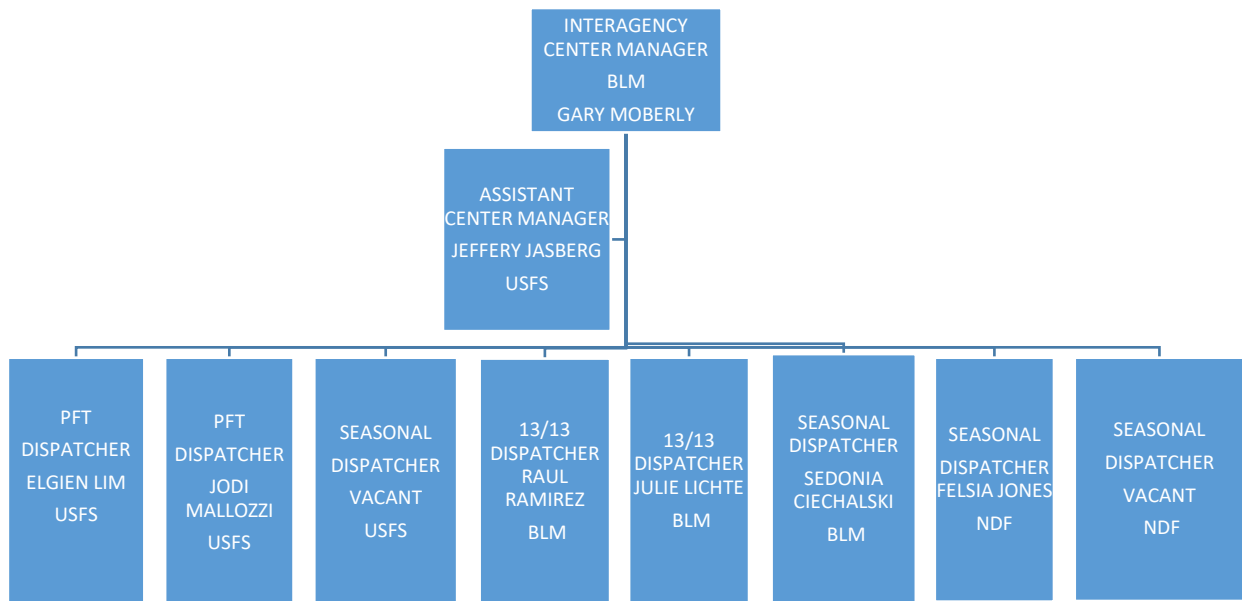 INTERAGENCY
CENTER MANAGER
BLM
GARY MOBERLY
ASSISTANT
CENTER MANAGER
JEFFERY JASBERG
USFS
PFT
DISPATCHER
ELGIEN LIM
USFS
PFT
DISPATCHER
JODI
MALLOZZI
USFS
SEASONAL
DISPATCHER
VACANT
USFS
13/13
DISPATCHER
RAUL
RAMIREZ
BLM
13/13
DISPATCHER
JULIE LICHTE
BLM
SEASONAL
DISPATCHER
SEDONIA
CIECHALSKI
BLM
SEASONAL
DISPATCHER
FELSIA JONES
NDF
SEASONAL
DISPATCHER
VACANT
NDF